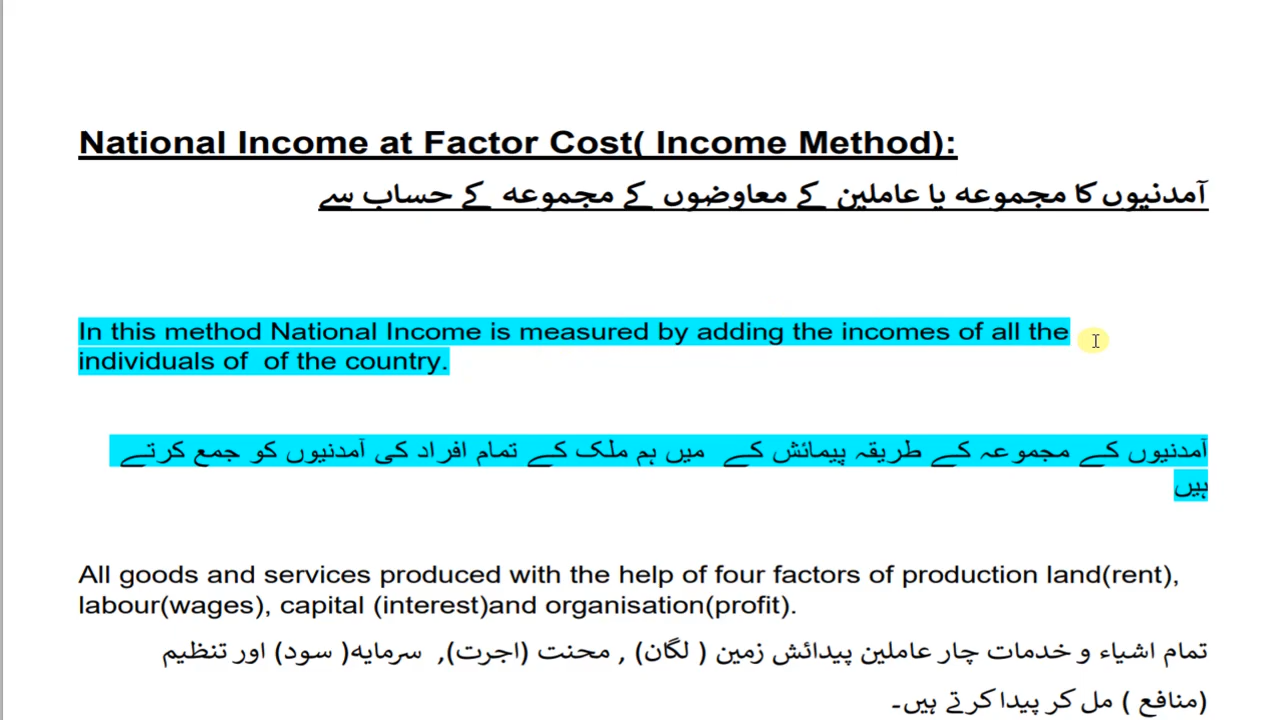 National Income at Factor Cost( Income Method):
آمدنیوں کا مجموعہ یا عاملین کے معاوضوں کے مجموعہ کے حساب سے
In this method National Income is measured by adding the incomes of all the
individuals of of the country.
آمدنیوں کے مجموعہ کے طریقہ پیمائش کے میں ہم ملک کے تمام افراد کی آمدنیوں کو جمع کرتے
ہیں
All goods and services produced with the help of four factors of production land(rent),
labour(wages), capital (interest)and organisation(profit).
تمام اشیاء و خدمات چار عاملین پیدائش زمین ( لگان) , محنت (اجرت), سرمایہ( سود) اور تنظیم
(منافع ) مل کر پیدا کرتے ہیں۔